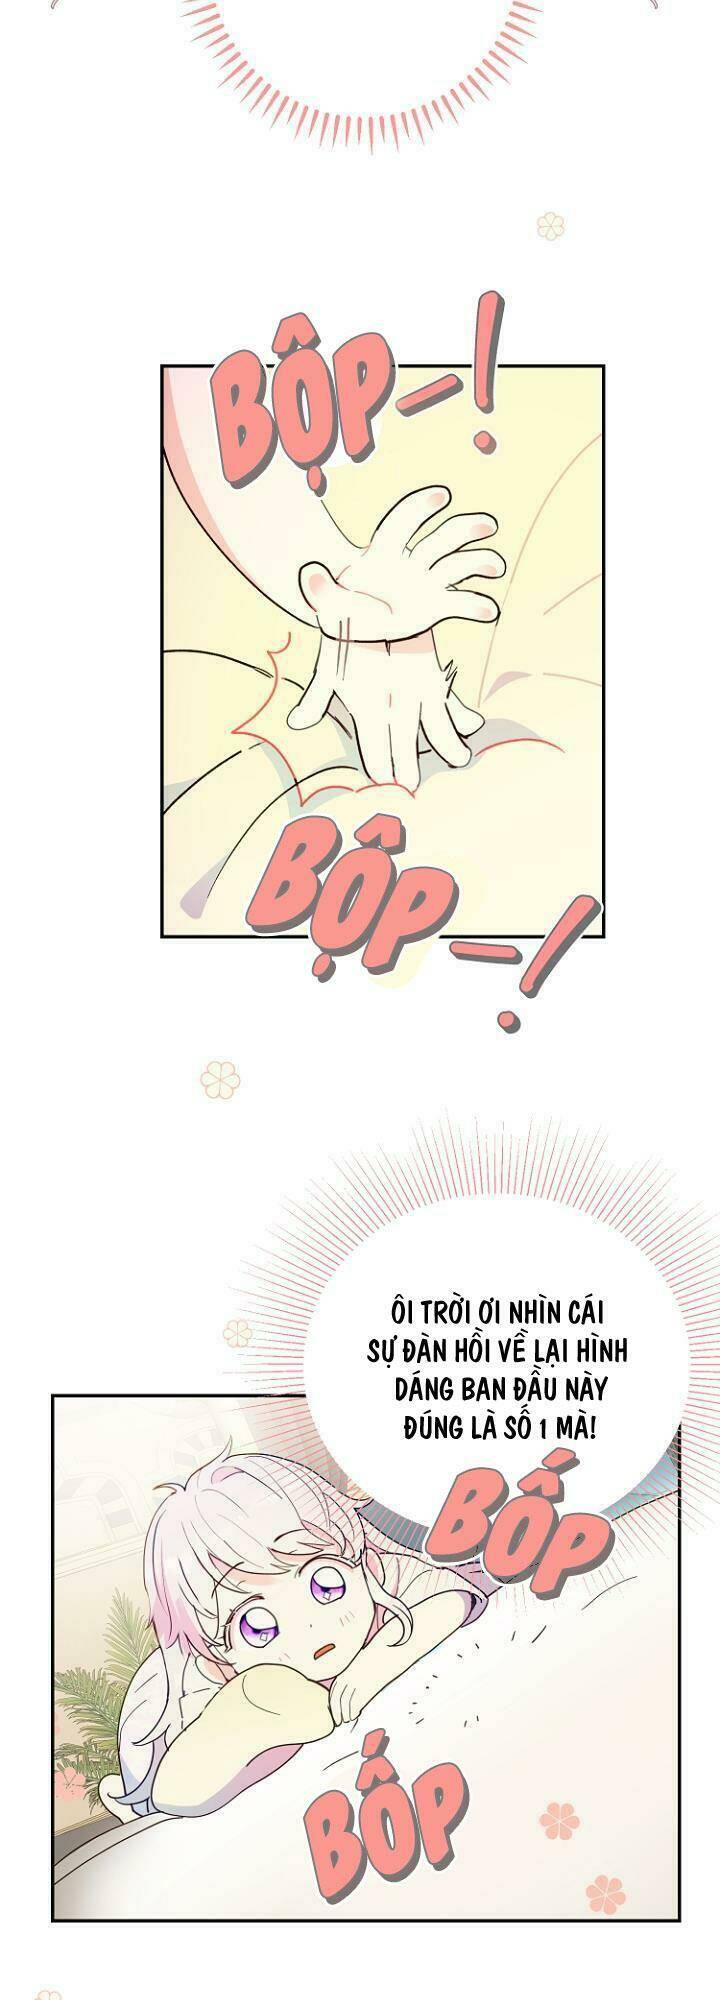 BỘP-!
BỘP-!
ÔI TRỜI ƠI NHÌN CÁI
SỰ ĐÀN HỒI VỀ LẠI HÌNH
DÁNG BAN ĐẦU NÀY
ĐÚNG LÀ SỐ 1 MÀ!
BỐP
BỐP